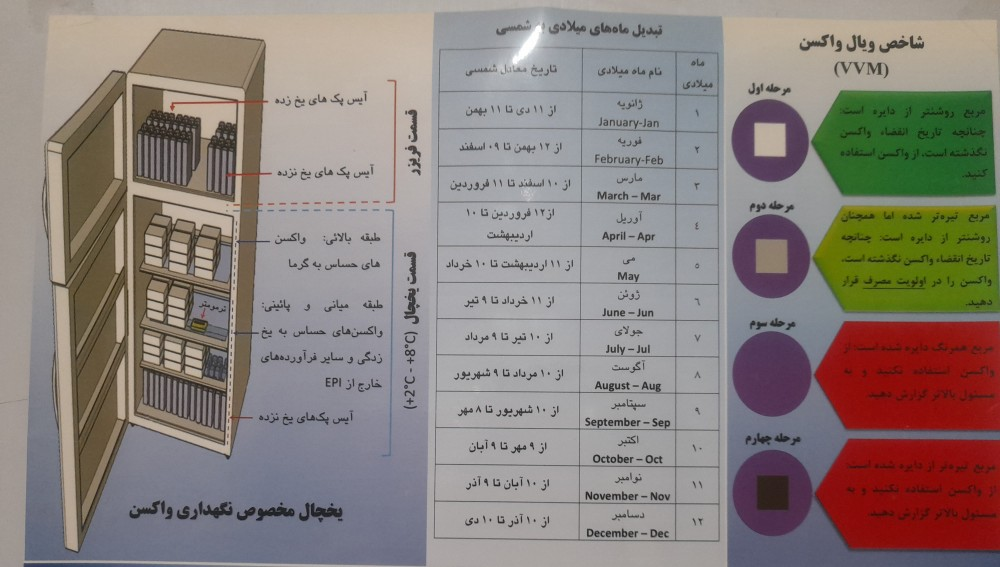 شاخص ویال واکسن
(VVM)
مرحله اول
مربع روشنتر از دایره است:
چنانچه تاریخ انقضاء واکسن
نگذشته است، از واکسن استفاده
کنید.
مرحله دوم
مربع تیره‌تر شده اما همچنان
روشنتر از دایره است: چنانچه
تاریخ انقضاء واکسن نگذشته است،
واکسن را در اولویت مصرف قرار
دهید.
مرحله سوم
مربع همرنگ دایره شده است: از
واکسن استفاده نکنید و به
مسئول بالاتر گزارش دهید.
مرحله چهارم
مربع تیره‌تر از دایره شده است:
از واکسن استفاده نکنید و به
مسئول بالاتر گزارش دهید.
تبدیل ماه‌های میلادی به شمسی
ماه میلادی نام ماه میلادی تاریخ معادل شمسی
۱ ژانویه January-Jan از ۱۱ دی تا ۱۱ بهمن
۲ فوریه February-Feb از ۱۲ بهمن تا ۰۹ اسفند
۳ مارس March – Mar از ۱۰ اسفند تا ۱۱ فروردین
٤ آوریل April – Apr از ۱۲ فروردین تا ۱۰ اردیبهشت
۵ می May از ۱۱ اردیبهشت تا ۱۰ خرداد
۶ ژوئن June – Jun از ۱۱ خرداد تا ۹ تیر
۷ جولای July – Jul از ۱۰ تیر تا ۹ مرداد
۸ آگوست August – Aug از ۱۰ مرداد تا ۹ شهریور
۹ سپتامبر September – Sep از ۱۰ شهریور تا ۸ مهر
۱۰ اکتبر October – Oct از ۹ مهر تا ۹ آبان
۱۱ نوامبر November – Nov از ۱۰ آبان تا ۹ آذر
۱۲ دسامبر December – Dec از ۱۰ آذر تا ۱۰ دی
قسمت فریزر
آیس پک های یخ زده
آیس پک های یخ نزده
قسمت یخچال (+2°C - +8°C)
طبقه بالائی: واکسن
های حساس به گرما
ترمومتر
طبقه میانی و پائینی:
واکسن‌های حساس به یخ
زدگی و سایر فرآورده‌های
خارج از EPI
آیس پک‌های یخ نزده
یخچال مخصوص نگهداری واکسن